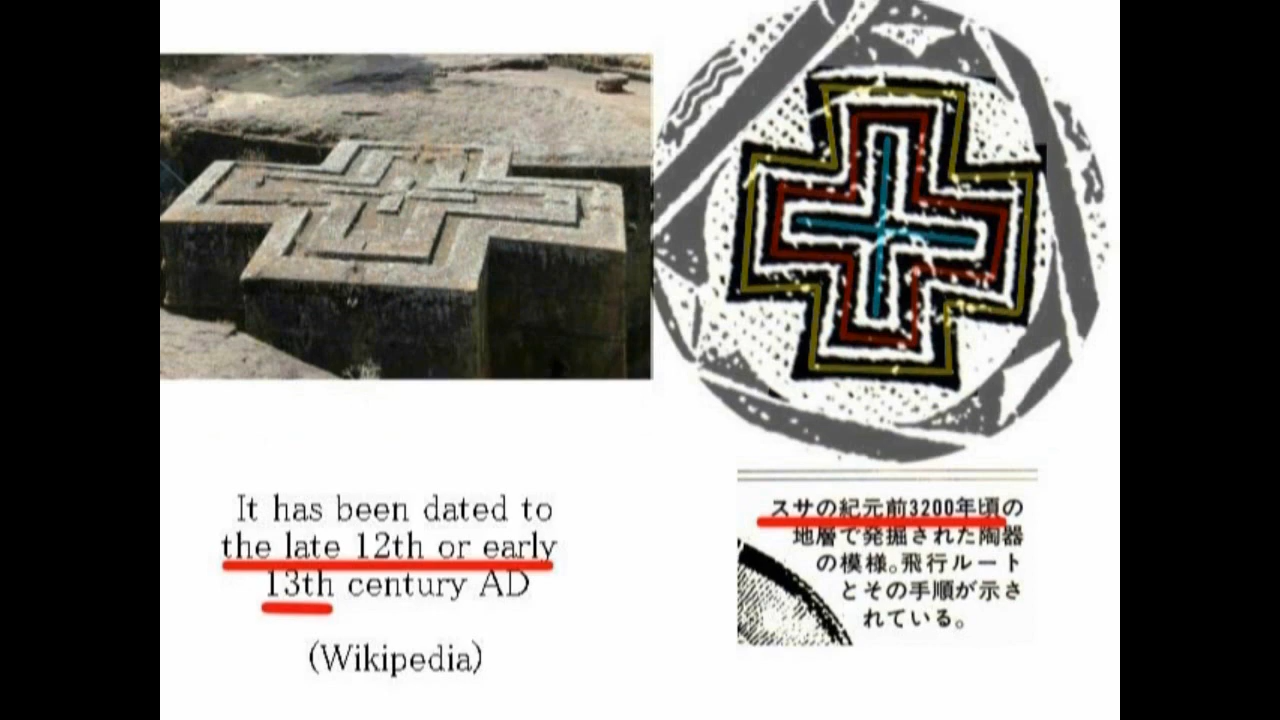 It has been dated to
the late 12th or early
13th century AD
(Wikipedia)
スサの紀元前3200年頃の
地層で発掘された陶器
の模様。飛行ルート
とその手順が示さ
れている。